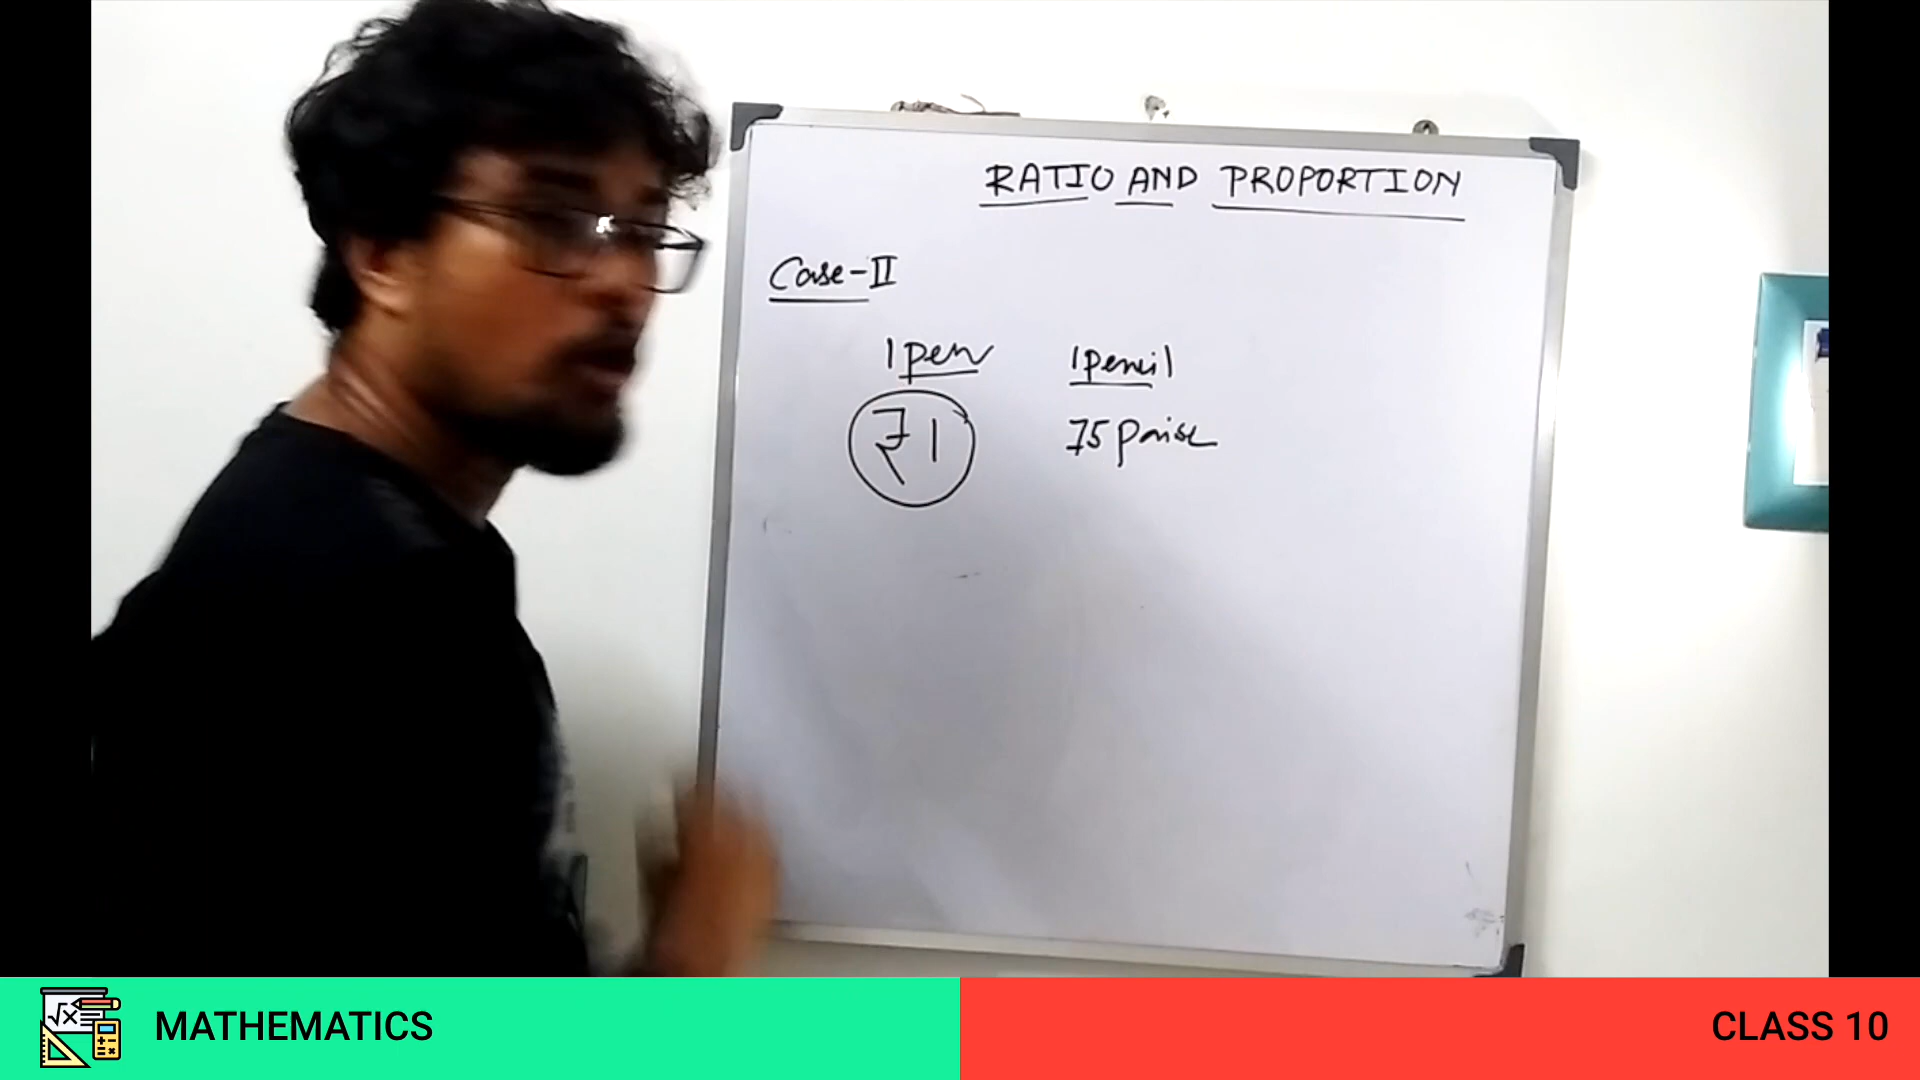 RATIO AND PROPORTION
Case-II
1 pen 1 pencil
₹1 75 Paise
MATHEMATICS
CLASS 10